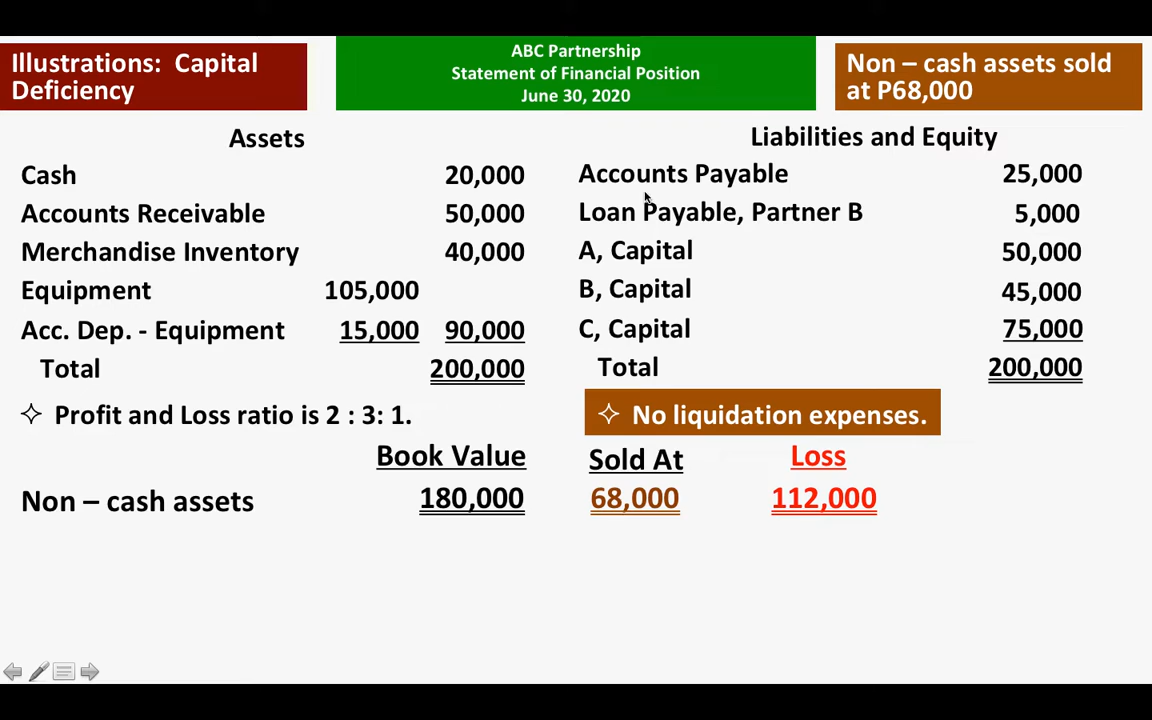 Illustrations: Capital
Deficiency
ABC Partnership
Statement of Financial Position
June 30, 2020
Non – cash assets sold
at P68,000
Assets
Liabilities and Equity
Cash 20,000
Accounts Payable 25,000
Accounts Receivable 50,000
Loan Payable, Partner B 5,000
Merchandise Inventory 40,000
A, Capital 50,000
Equipment 105,000
B, Capital 45,000
Acc. Dep. - Equipment 15,000 90,000
C, Capital 75,000
Total 200,000
Total 200,000
✧ Profit and Loss ratio is 2 : 3: 1.
✧ No liquidation expenses.
Book Value Sold At Loss
Non – cash assets 180,000 68,000 112,000